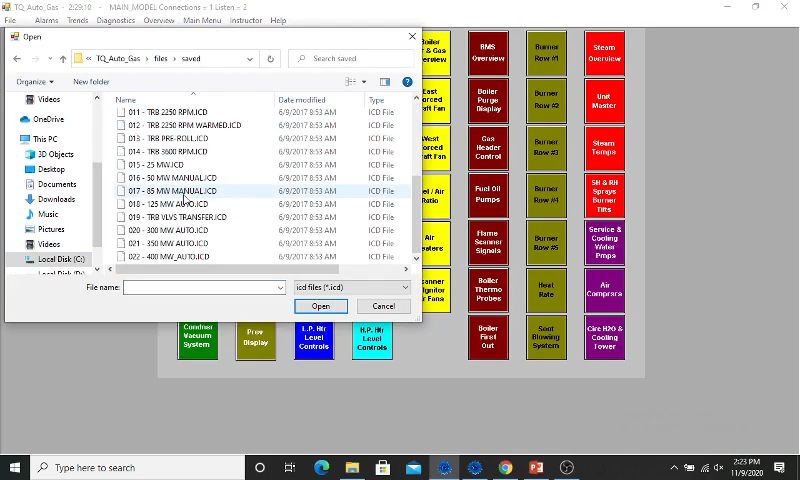 TQ_Auto_Gas - 2:29:10 - MAIN_MODEL Connections = 1 Listen = 2
File Alarms Trends Diagnostics Overview Main Menu Instructor Help
Open
« TQ_Auto_Gas › files › saved
Search saved
Organize New folder
Name Date modified Type
Videos
OneDrive
This PC
3D Objects
Desktop
Documents
Downloads
Music
Pictures
Videos
Local Disk (C:)
011 - TRB 2250 RPM.ICD 6/9/2017 8:53 AM ICD File
012 - TRB 2250 RPM WARMED.ICD 6/9/2017 8:53 AM ICD File
013 - TRB PRE-ROLL.ICD 6/9/2017 8:53 AM ICD File
014 - TRB 3600 RPM.ICD 6/9/2017 8:53 AM ICD File
015 - 25 MW.ICD 6/9/2017 8:53 AM ICD File
016 - 50 MW MANUAL.ICD 6/9/2017 8:53 AM ICD File
017 - 85 MW MANUAL.ICD 6/9/2017 8:53 AM ICD File
018 - 125 MW AUTO.ICD 6/9/2017 8:53 AM ICD File
019 - TRB VLVS TRANSFER.ICD 6/9/2017 8:53 AM ICD File
020 - 300 MW AUTO.ICD 6/9/2017 8:53 AM ICD File
021 - 350 MW AUTO.ICD 6/9/2017 8:53 AM ICD File
022 - 400 MW_AUTO.ICD 6/9/2017 8:53 AM ICD File
File name: icd files (*.icd)
Open Cancel
BMS
Overview
Burner
Row #1
Steam
Overview
Boiler
Purge
Display
Burner
Row #2
Unit
Master
Gas
Header
Control
Burner
Row #3
Steam
Temps
Fuel Oil
Pumps
Burner
Row #4
SH & RH
Sprays
Burner
Tilts
Air
Flame
Scanner
Signals
Burner
Row #5
Service &
Cooling
Water
Pmps
Boiler
Thermo
Probes
Heat
Rate
Air
Comprsrs
Condnsr
Vacuum
System
Prev
Display
L.P. Htr
Level
Controls
H.P. Htr
Level
Controls
Boiler
First
Out
Soot
Blowing
System
Circ H2O &
Cooling
Tower
Type here to search
2:23 PM
11/9/2020